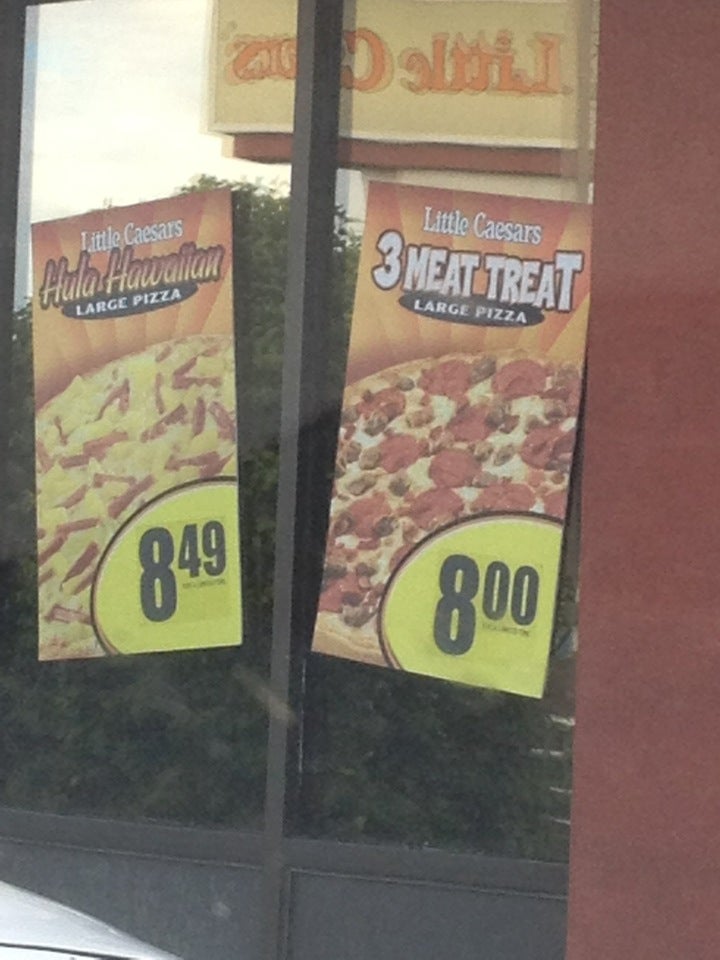 Little Caesars
Little Caesars
Hula Hawaiian
LARGE PIZZA
8 49
Little Caesars
3 MEAT TREAT
LARGE PIZZA
8 00